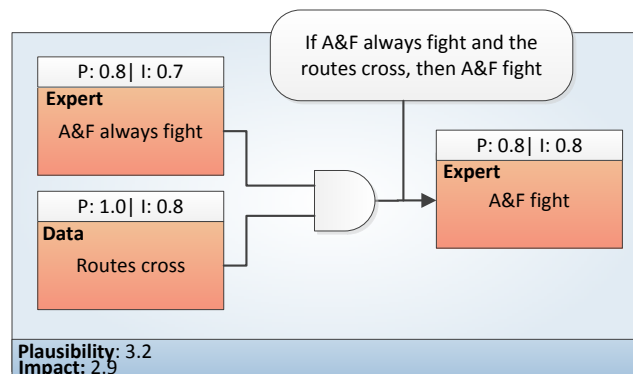 If A&F always fight and the
routes cross, then A&F fight
P: 0.8| I: 0.7
Expert
A&F always fight
P: 1.0| I: 0.8
Data
Routes cross
P: 0.8| I: 0.8
Expert
A&F fight
Plausibility: 3.2
Impact: 2.9